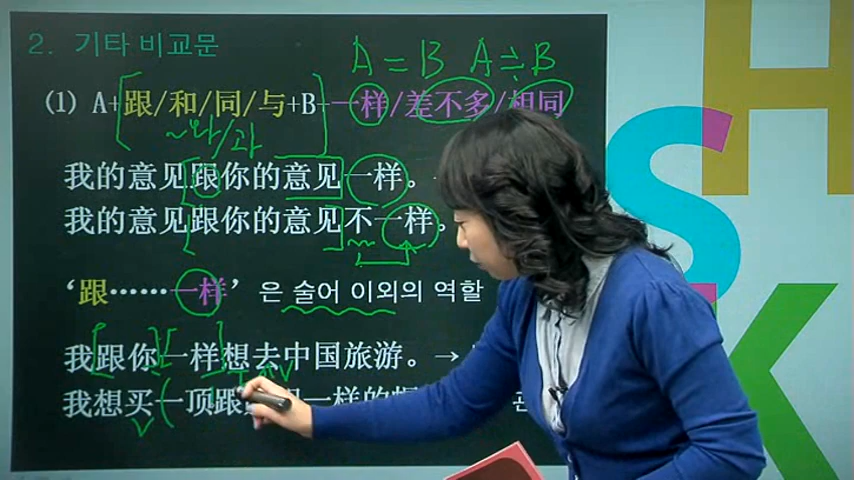 2. 기타 비교문
A = B A ≒ B
(1) A+跟/和/同/与+B+一样/差不多/相同
~와/과
我的意见跟你的意见一样。
我的意见跟你的意见不一样。
‘跟……一样’은 술어 이외의 역할
我跟你一样想去中国旅游。→
V
我想买一顶跟 一样的
V
H
S
K